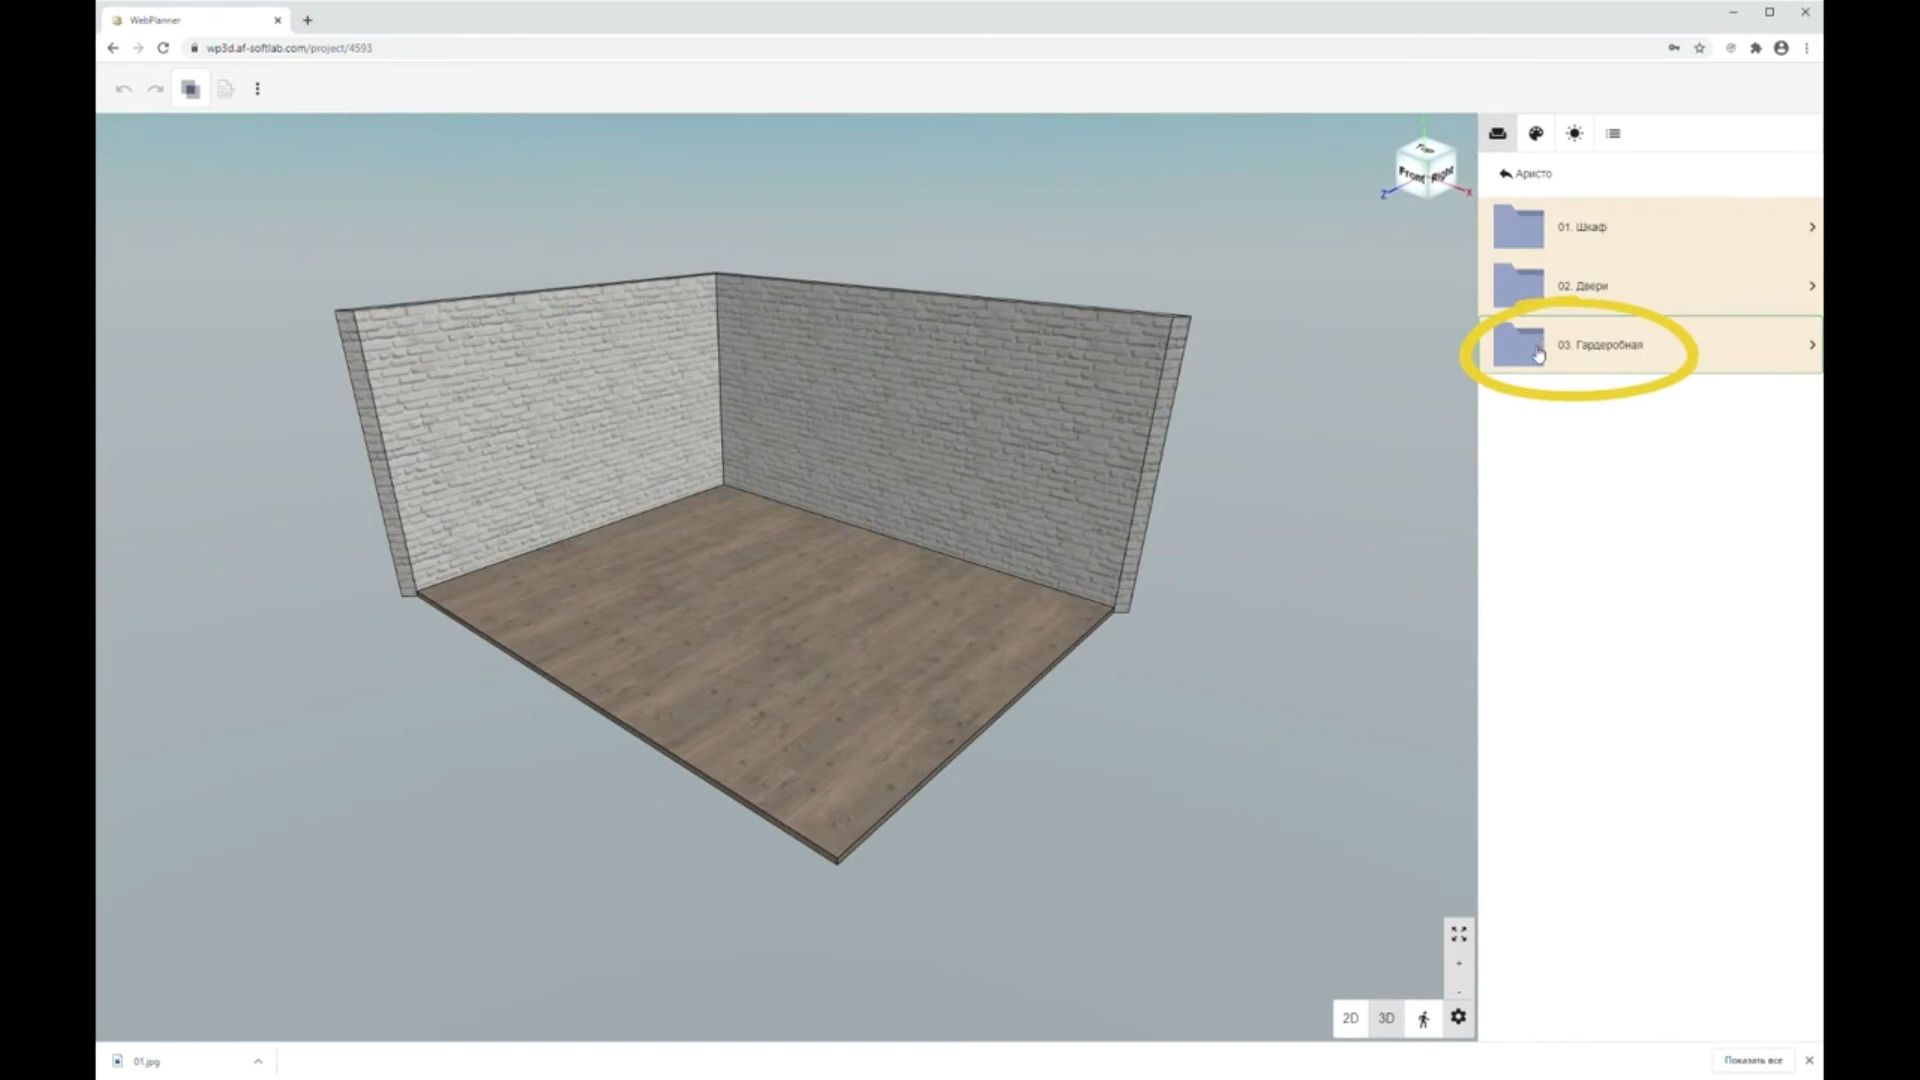 WebPlanner
wp3d.af-softlab.com/project/4593
Top
Front
Right
Z
X
Аристо
01. Шкаф
02. Двери
03. Гардеробная
+
-
2D
3D
01.jpg
Показать все